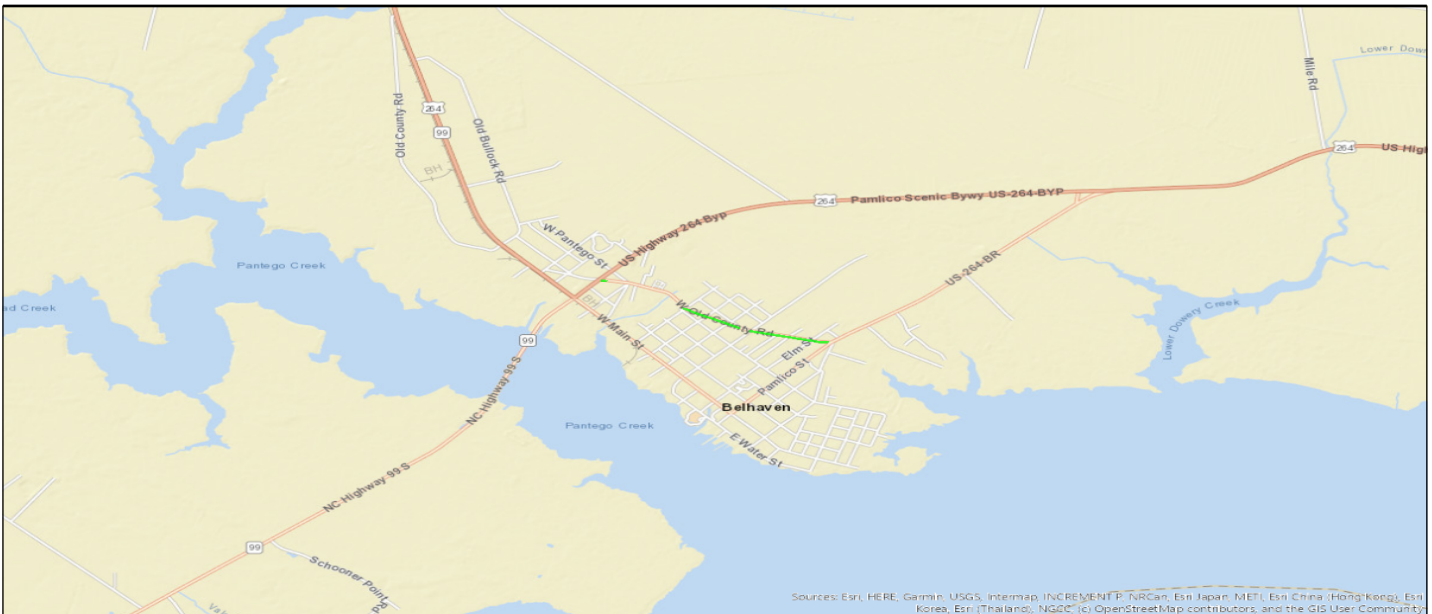 Lower Dow
Mile Rd
264
US Hig
Old County Rd
264
99
Old Bullock Rd
BH
264
Pamlico Scenic Bywy US-264-BYP
W Pantego St
US Highway 264 Byp
Pantego Creek
US-264-BR
BH
BH
ad Creek
W Old County Rd
Lower Dowery Creek
W Main St
99
Elm St
Pamlico St
NC Highway 99 S
Belhaven
Pantego Creek
E Water St
NC Highway 99 S
99
Schooner Point Rd
Sources: Esri, HERE, Garmin, USGS, Intermap, INCREMENT P, NRCan, Esri Japan, METI, Esri China (Hong Kong), Esri
Korea, Esri (Thailand), NGCC, (c) OpenStreetMap contributors, and the GIS User Community